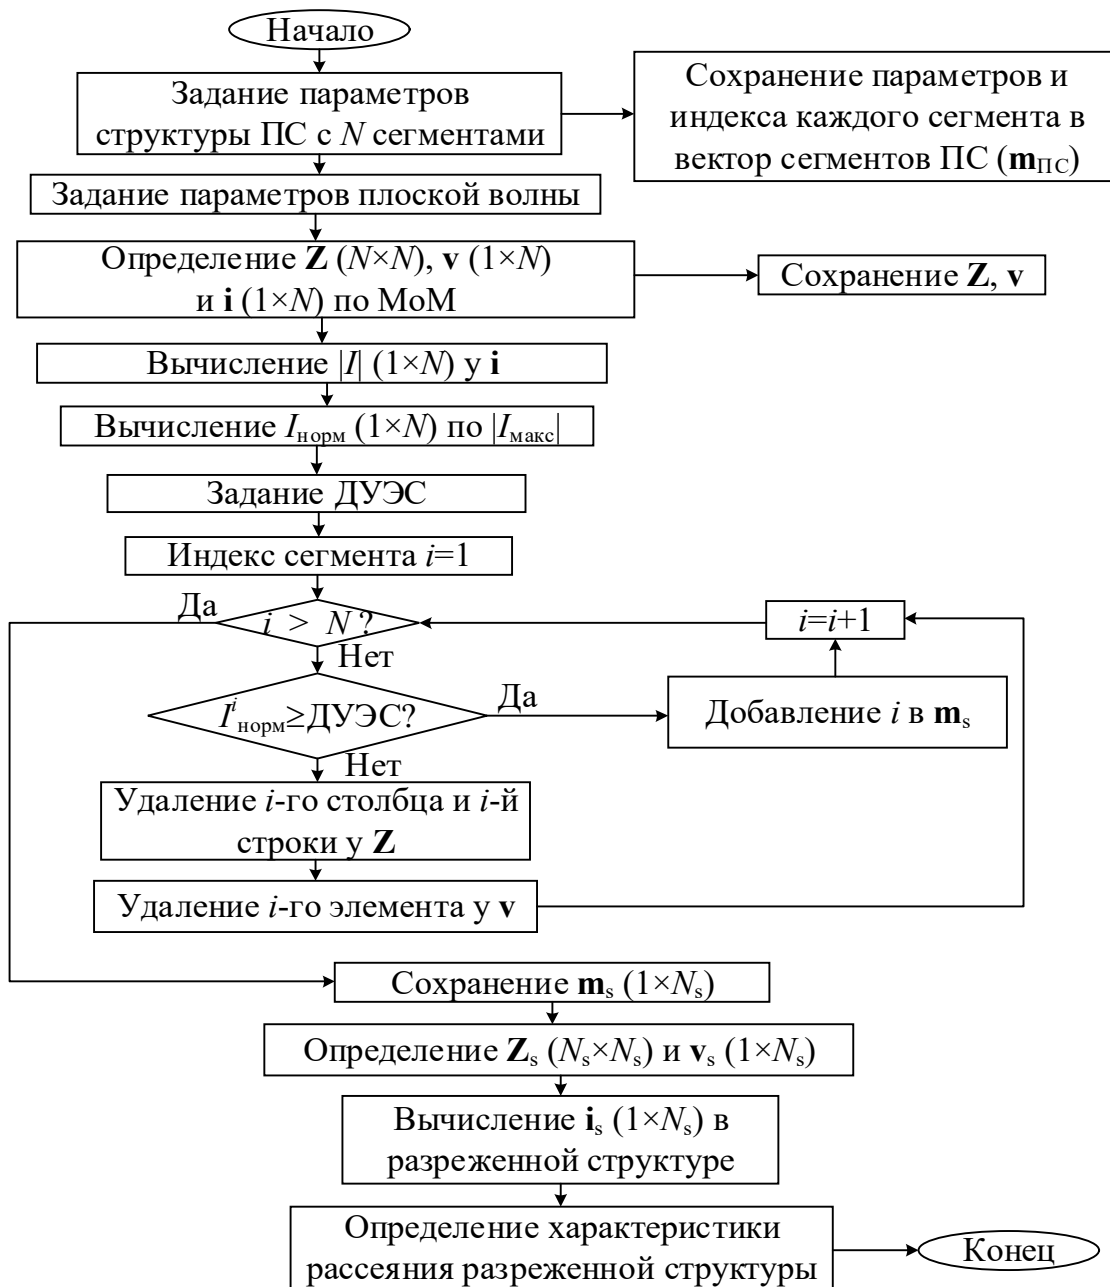 Начало
Задание параметров
структуры ПС с N сегментами
Сохранение параметров и
индекса каждого сегмента в
вектор сегментов ПС (mПС)
Задание параметров плоской волны
Определение Z (N×N), v (1×N)
и i (1×N) по МоМ
Сохранение Z, v
Вычисление |I| (1×N) у i
Вычисление Iнорм (1×N) по |Iмакс|
Задание ДУЭС
Индекс сегмента i=1
Да
i > N?
i=i+1
Нет
I^iнорм≥ДУЭС?
Да
Добавление i в ms
Нет
Удаление i-го столбца и i-й
строки у Z
Удаление i-го элемента у v
Сохранение ms (1×Ns)
Определение Zs (Ns×Ns) и vs (1×Ns)
Вычисление is (1×Ns) в
разреженной структуре
Определение характеристики
рассеяния разреженной структуры
Конец